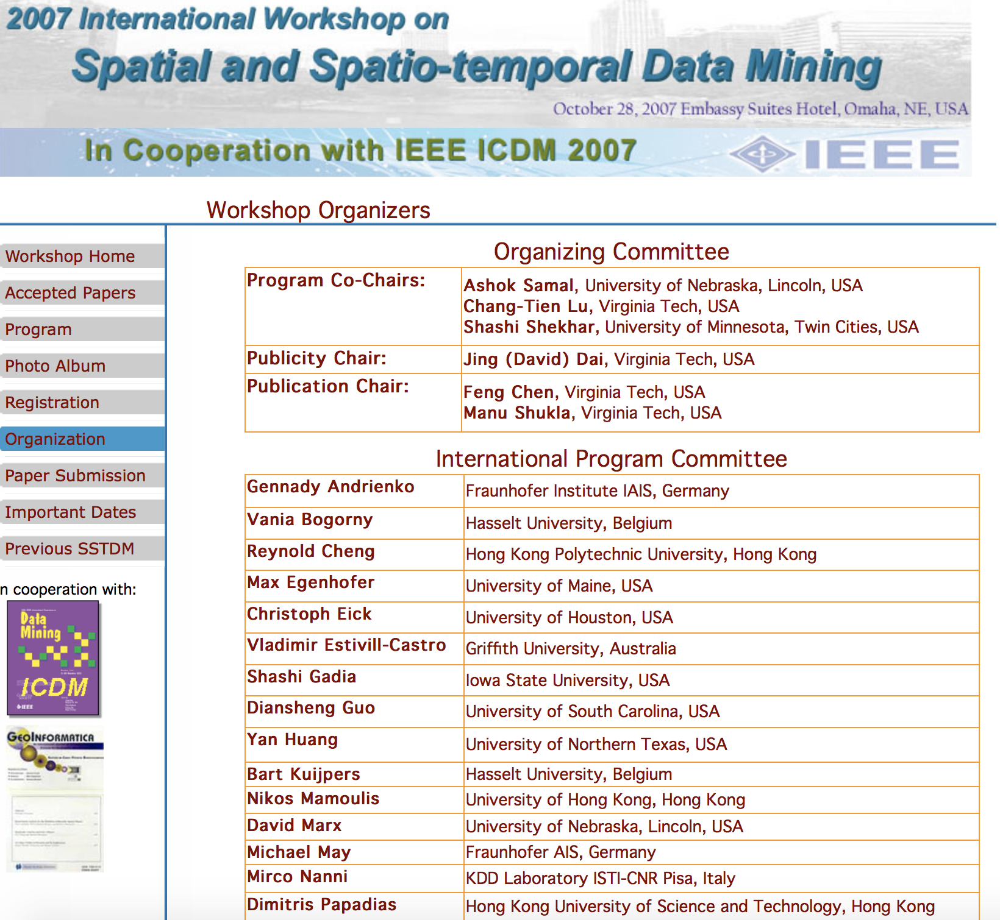 2007 International Workshop on
Spatial and Spatio-temporal Data Mining
October 28, 2007 Embassy Suites Hotel, Omaha, NE, USA
In Cooperation with IEEE ICDM 2007
IEEE
Workshop Organizers
Workshop Home
Accepted Papers
Program
Photo Album
Registration
Organization
Paper Submission
Important Dates
Previous SSTDM
n cooperation with:
Data
Mining
ICDM
IEEE
GEOINFORMATICA
Organizing Committee
Program Co-Chairs:
Ashok Samal, University of Nebraska, Lincoln, USA
Chang-Tien Lu, Virginia Tech, USA
Shashi Shekhar, University of Minnesota, Twin Cities, USA
Publicity Chair:
Jing (David) Dai, Virginia Tech, USA
Publication Chair:
Feng Chen, Virginia Tech, USA
Manu Shukla, Virginia Tech, USA
International Program Committee
Gennady Andrienko Fraunhofer Institute IAIS, Germany
Vania Bogorny Hasselt University, Belgium
Reynold Cheng Hong Kong Polytechnic University, Hong Kong
Max Egenhofer University of Maine, USA
Christoph Eick University of Houston, USA
Vladimir Estivill-Castro Griffith University, Australia
Shashi Gadia Iowa State University, USA
Diansheng Guo University of South Carolina, USA
Yan Huang University of Northern Texas, USA
Bart Kuijpers Hasselt University, Belgium
Nikos Mamoulis University of Hong Kong, Hong Kong
David Marx University of Nebraska, Lincoln, USA
Michael May Fraunhofer AIS, Germany
Mirco Nanni KDD Laboratory ISTI-CNR Pisa, Italy
Dimitris Papadias Hong Kong University of Science and Technology, Hong Kong